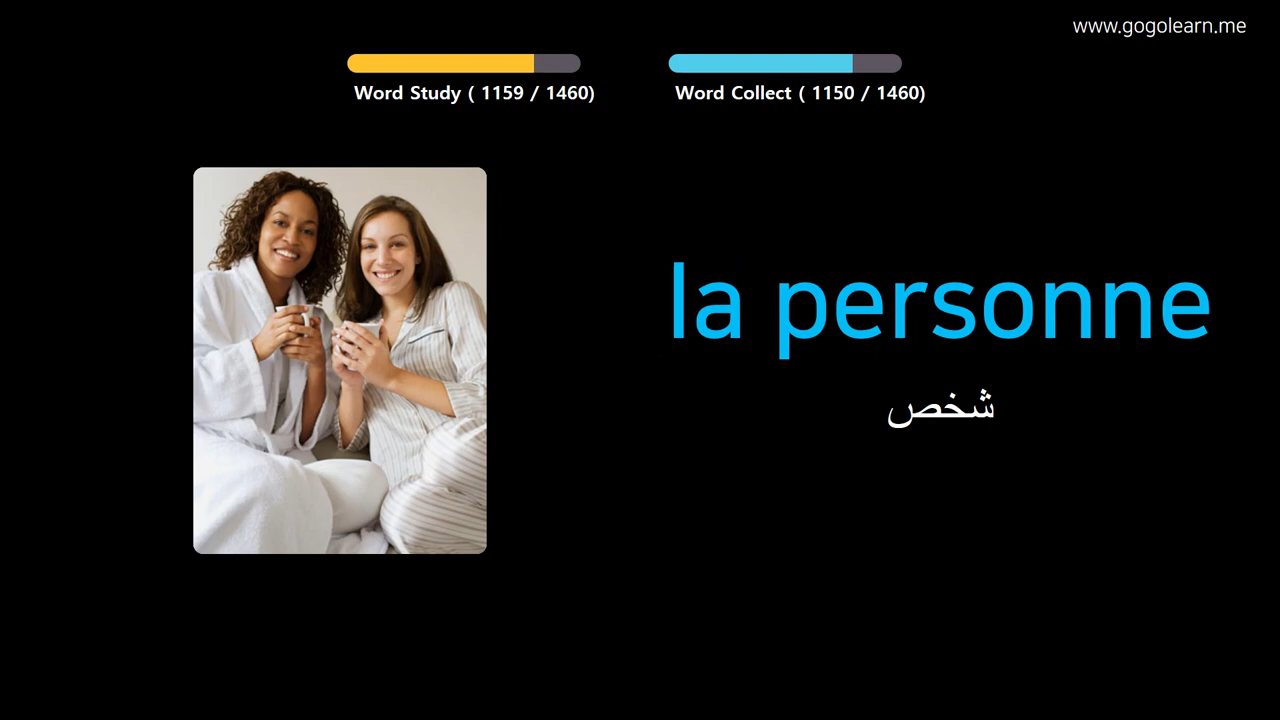 www.gogolearn.me
Word Study ( 1159 / 1460)
Word Collect ( 1150 / 1460)
la personne
شخص